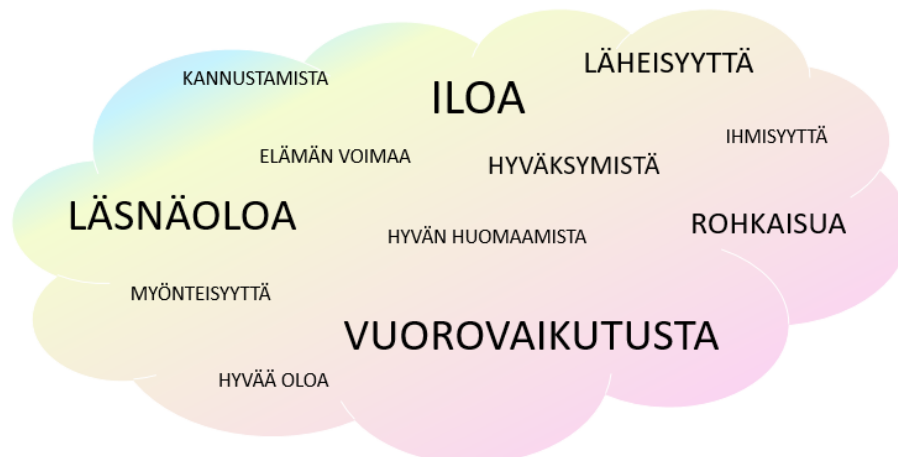 KANNUSTAMISTA
ILOA
LÄHEISYYTTÄ
IHMISYYTTÄ
ELÄMÄN VOIMAA
HYVÄKSYMISTÄ
LÄSNÄOLOA
HYVÄN HUOMAAMISTA
ROHKAISUA
MYÖNTEISYYTTÄ
VUOROVAIKUTUSTA
HYVÄÄ OLOA